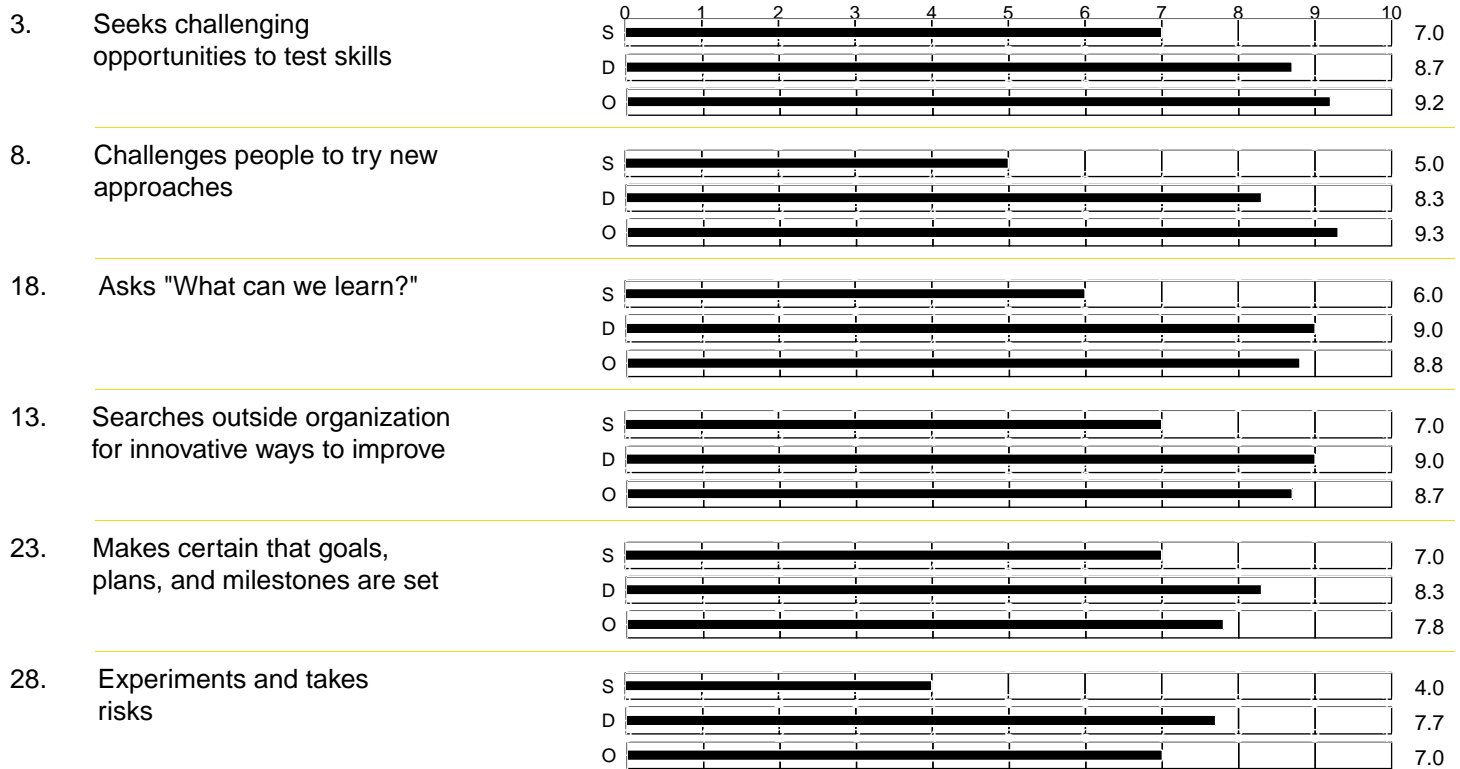 0 1 2 3 4 5 6 7 8 9 10
3. Seeks challenging S 7.0
opportunities to test skills D 8.7
O 9.2
8. Challenges people to try new S 5.0
approaches D 8.3
O 9.3
18. Asks "What can we learn?" S 6.0
D 9.0
O 8.8
13. Searches outside organization S 7.0
for innovative ways to improve D 9.0
O 8.7
23. Makes certain that goals, S 7.0
plans, and milestones are set D 8.3
O 7.8
28. Experiments and takes S 4.0
risks D 7.7
O 7.0